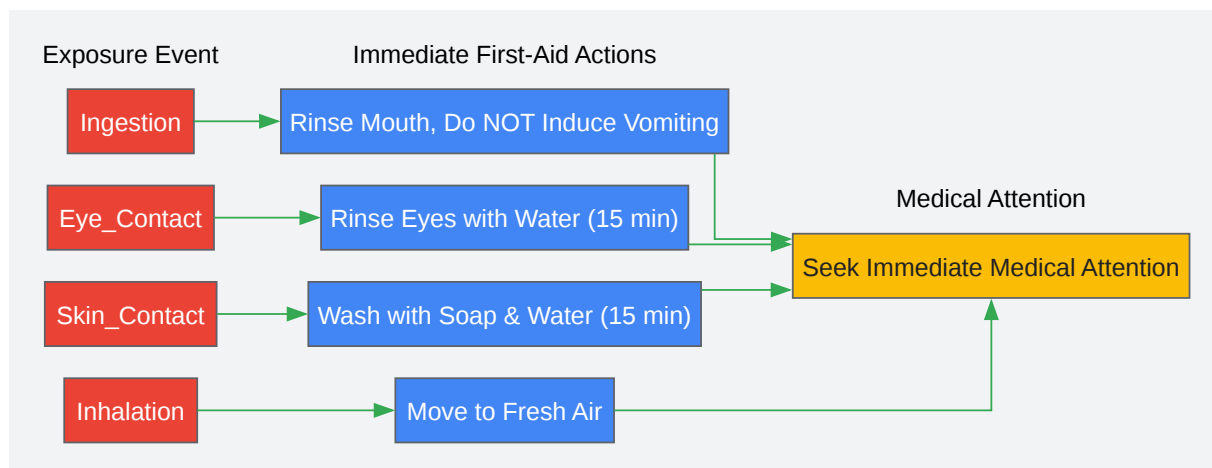 Exposure Event
Immediate First-Aid Actions
Ingestion
Rinse Mouth, Do NOT Induce Vomiting
Medical Attention
Eye_Contact
Rinse Eyes with Water (15 min)
Seek Immediate Medical Attention
Skin_Contact
Wash with Soap & Water (15 min)
Inhalation
Move to Fresh Air